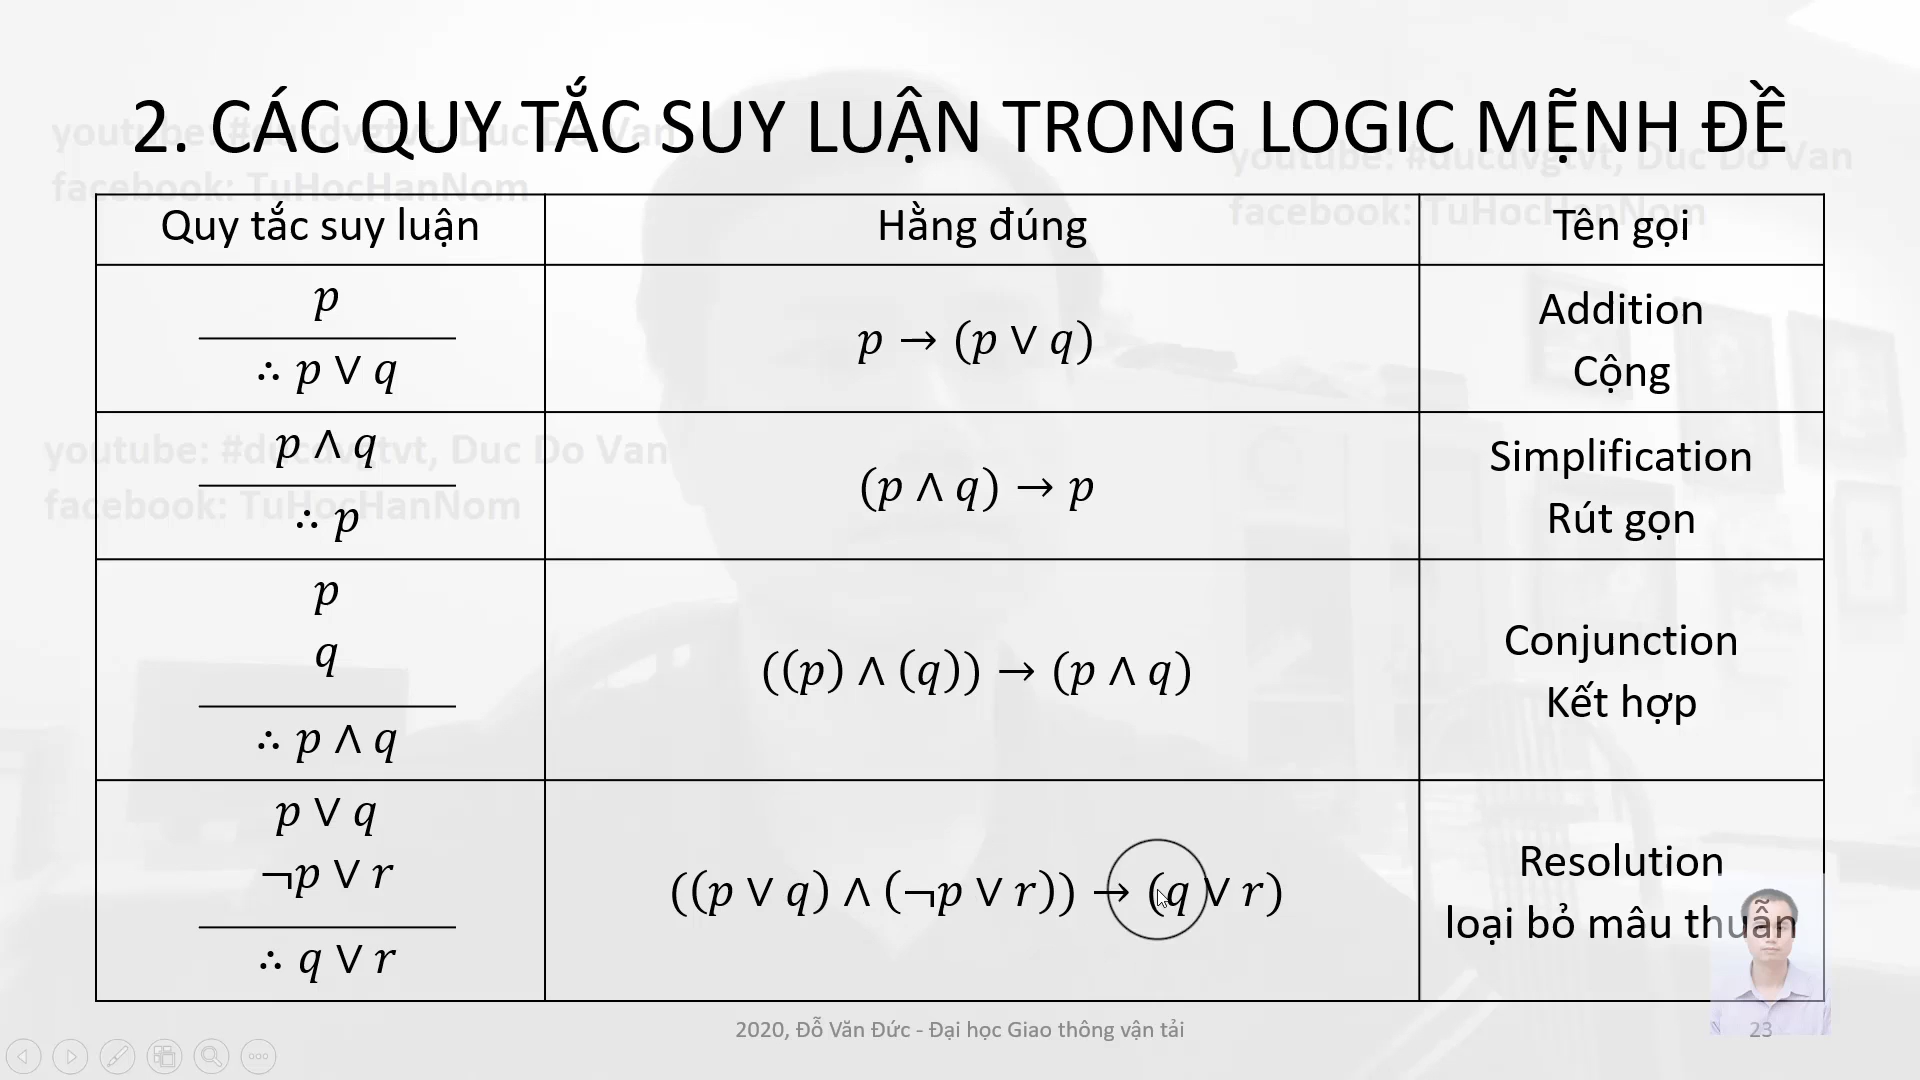 2. CÁC QUY TẮC SUY LUẬN TRONG LOGIC MỆNH ĐỀ
youtube: #ducdvgtvt, Duc Do Van
facebook: TuHocHanNom
youtube: #ducdvgtvt, Duc Do Van
facebook: TuHocHanNom
Quy tắc suy luận
Hằng đúng
Tên gọi
p
∴ p ∨ q
p → (p ∨ q)
Addition
Cộng
youtube: #ducdvgtvt, Duc Do Van
facebook: TuHocHanNom
p ∧ q
∴ p
(p ∧ q) → p
Simplification
Rút gọn
p
q
∴ p ∧ q
((p) ∧ (q)) → (p ∧ q)
Conjunction
Kết hợp
p ∨ q
¬p ∨ r
∴ q ∨ r
((p ∨ q) ∧ (¬p ∨ r)) → (q ∨ r)
Resolution
loại bỏ mâu thuẫn
2020, Đỗ Văn Đức - Đại học Giao thông vận tải
23